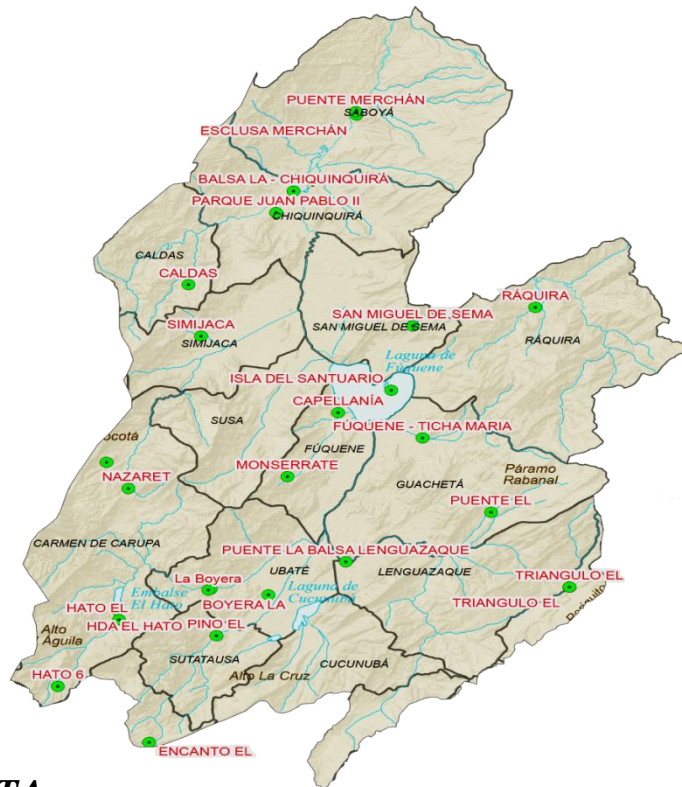 PUENTE MERCHÁN
SABOYÁ
ESCLUSA MERCHÁN
BALSA LA - CHIQUINQUIRÁ
PARQUE JUAN PABLO II
CHIQUINQUIRÁ
CALDAS
CALDAS
RÁQUIRA
SIMIJACA
SAN MIGUEL DE SEMA
SAN MIGUEL DE SEMA
SIMIJACA
RÁQUIRA
Laguna de
Fúquene
ISLA DEL SANTUARIO
CAPELLANÍA
SUSA
FÚQUENE - TICHA MARIA
FÚQUENE
MONSERRATE
NAZARET
GUACHETÁ
Páramo
Rabanal
PUENTE EL
CARMEN DE CARUPA
PUENTE LA BALSA LENGUAZAQUE
UBATÉ
LENGUAZAQUE
La Boyera
TRIANGULO EL
Embalse
El Hato
Laguna de
Cucunubá
BOYERA LA
TRIANGULO EL
HATO EL
HDA EL HATO
PINO EL
Alto
Águila
SUTATAUSA
CUCUNUBÁ
HATO 6
Alto La Cruz
ENCANTO EL